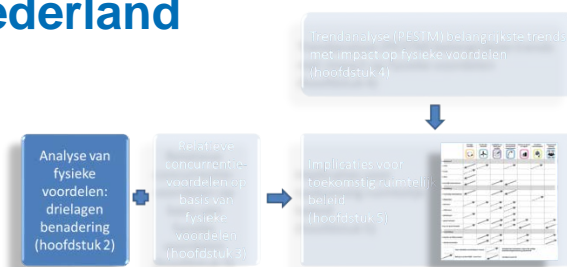 ederland
Trendanalyse (PESTM) belangrijkste trends
met impact op fysieke voordelen
(hoofdstuk 4)
Analyse van
fysieke
voordelen:
drielagen
benadering
(hoofdstuk 2)
Relatieve
concurrentie-
voordelen op
basis van
fysieke
voordelen
(hoofdstuk 3)
Implicaties voor
toekomstig ruimtelijk
beleid
(hoofdstuk 5)